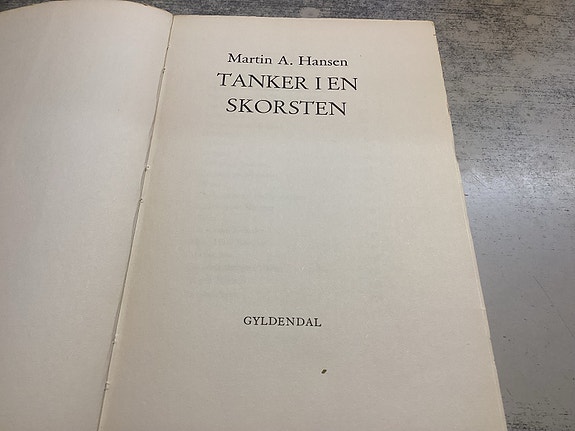 Martin A. Hansen
TANKER I EN
SKORSTEN
GYLDENDAL